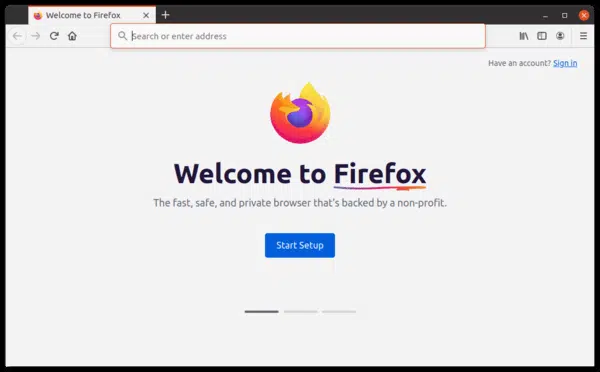 Welcome to Firefox
Search or enter address
Have an account? Sign in
Welcome to Firefox
The fast, safe, and private browser that's backed by a non-profit.
Start Setup